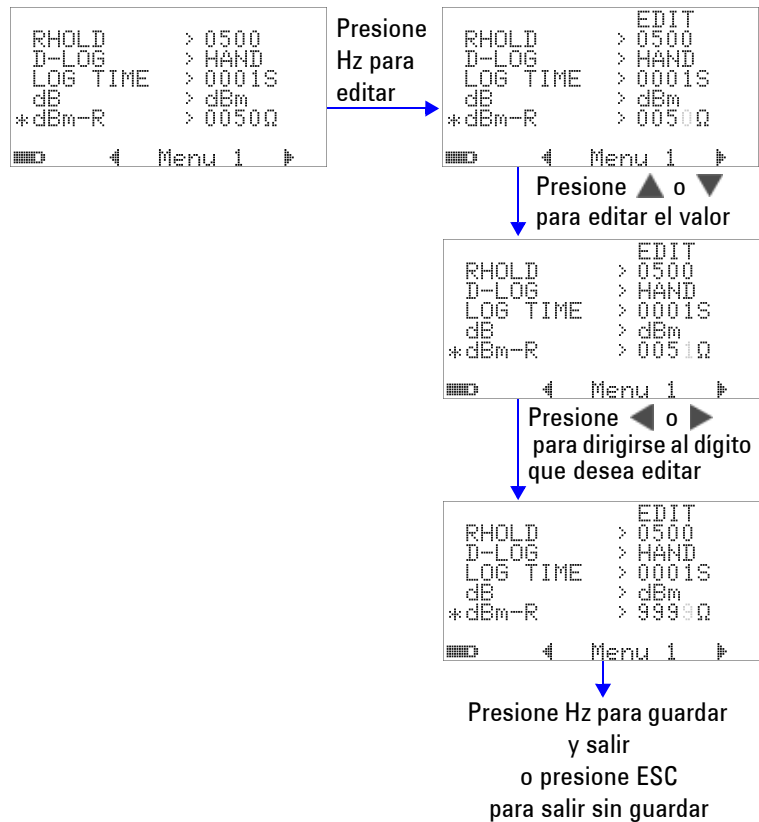 RHOLD > 0500
D-LOG > HAND
LOG TIME > 0001S
dB > dBm
*dBm-R > 0050Ω
Menu 1
Presione
Hz para
editar
EDIT
RHOLD > 0500
D-LOG > HAND
LOG TIME > 0001S
dB > dBm
*dBm-R > 0050Ω
Menu 1
Presione ▲ o ▼
para editar el valor
EDIT
RHOLD > 0500
D-LOG > HAND
LOG TIME > 0001S
dB > dBm
*dBm-R > 0051Ω
Menu 1
Presione ◀ o ▶
para dirigirse al dígito
que desea editar
EDIT
RHOLD > 0500
D-LOG > HAND
LOG TIME > 0001S
dB > dBm
*dBm-R > 9999Ω
Menu 1
Presione Hz para guardar
y salir
o presione ESC
para salir sin guardar